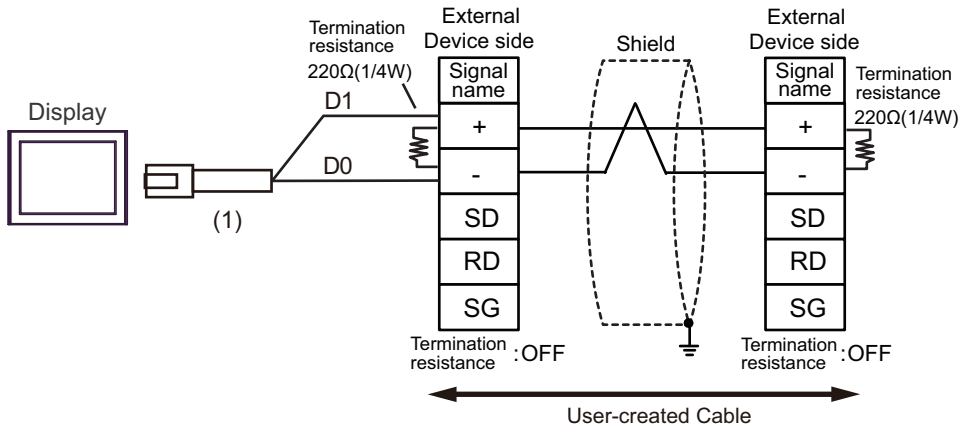 Display
(1)
Termination
resistance
220Ω(1/4W)
D1
D0
External
Device side
Signal
name
+
-
SD
RD
SG
Termination
resistance :OFF
Shield
External
Device side
Signal
name
+
-
SD
RD
SG
Termination
resistance :OFF
Termination
resistance
220Ω(1/4W)
User-created Cable